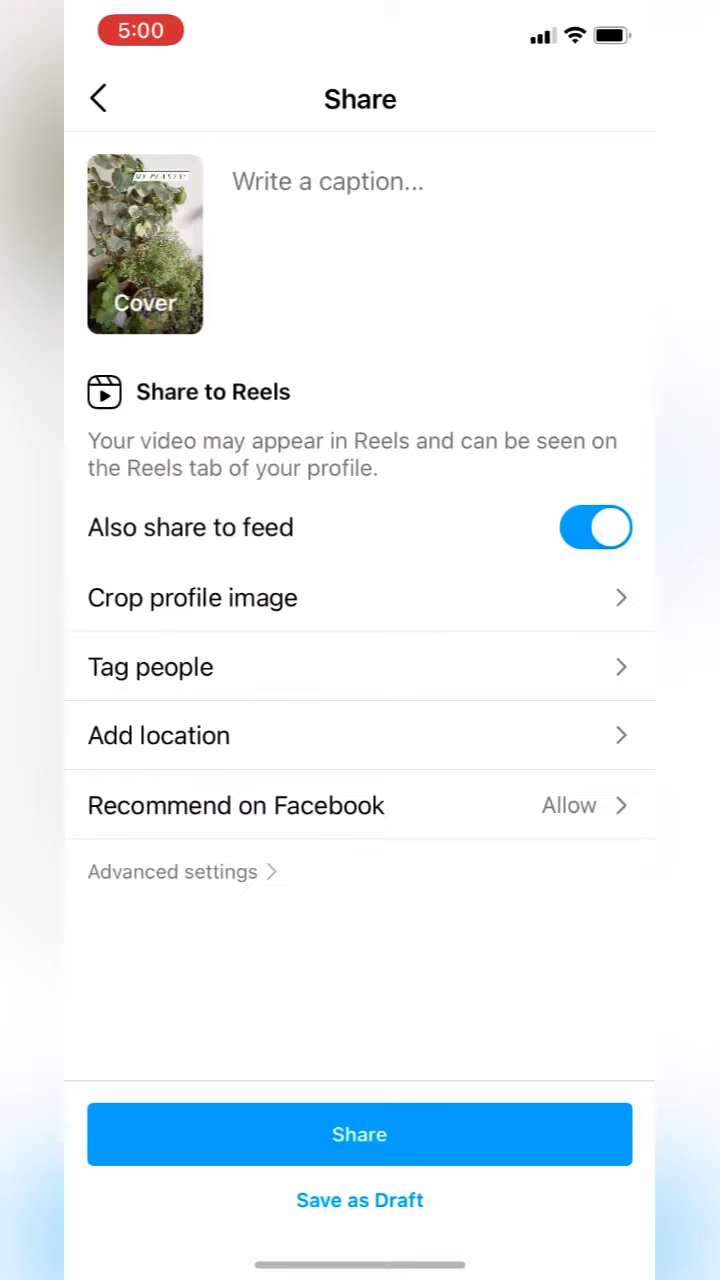 5:00
Share
MY PLANTS!
Write a caption...
Cover
Share to Reels
Your video may appear in Reels and can be seen on
the Reels tab of your profile.
Also share to feed
Crop profile image
Tag people
Add location
Recommend on Facebook Allow
Advanced settings
Share
Save as Draft